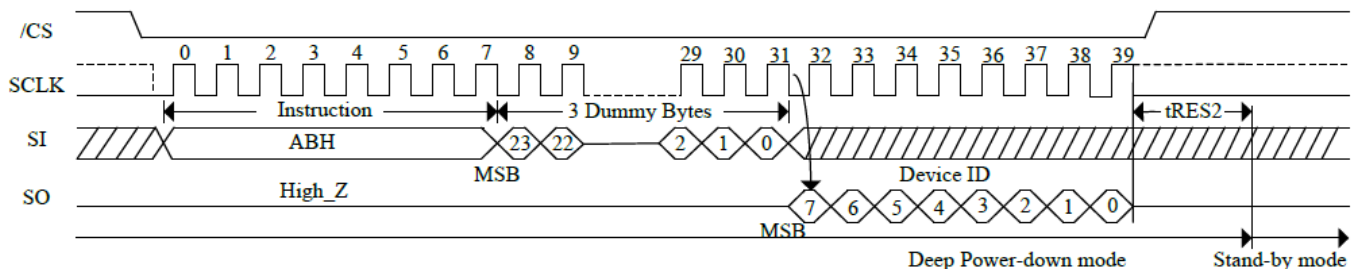 /CS
0 1 2 3 4 5 6 7 8 9 29 30 31 32 33 34 35 36 37 38 39
SCLK
Instruction 3 Dummy Bytes tRES2
SI ABH 23 22 2 1 0
MSB Device ID
SO High_Z 7 6 5 4 3 2 1 0
MSB
Deep Power-down mode Stand-by mode